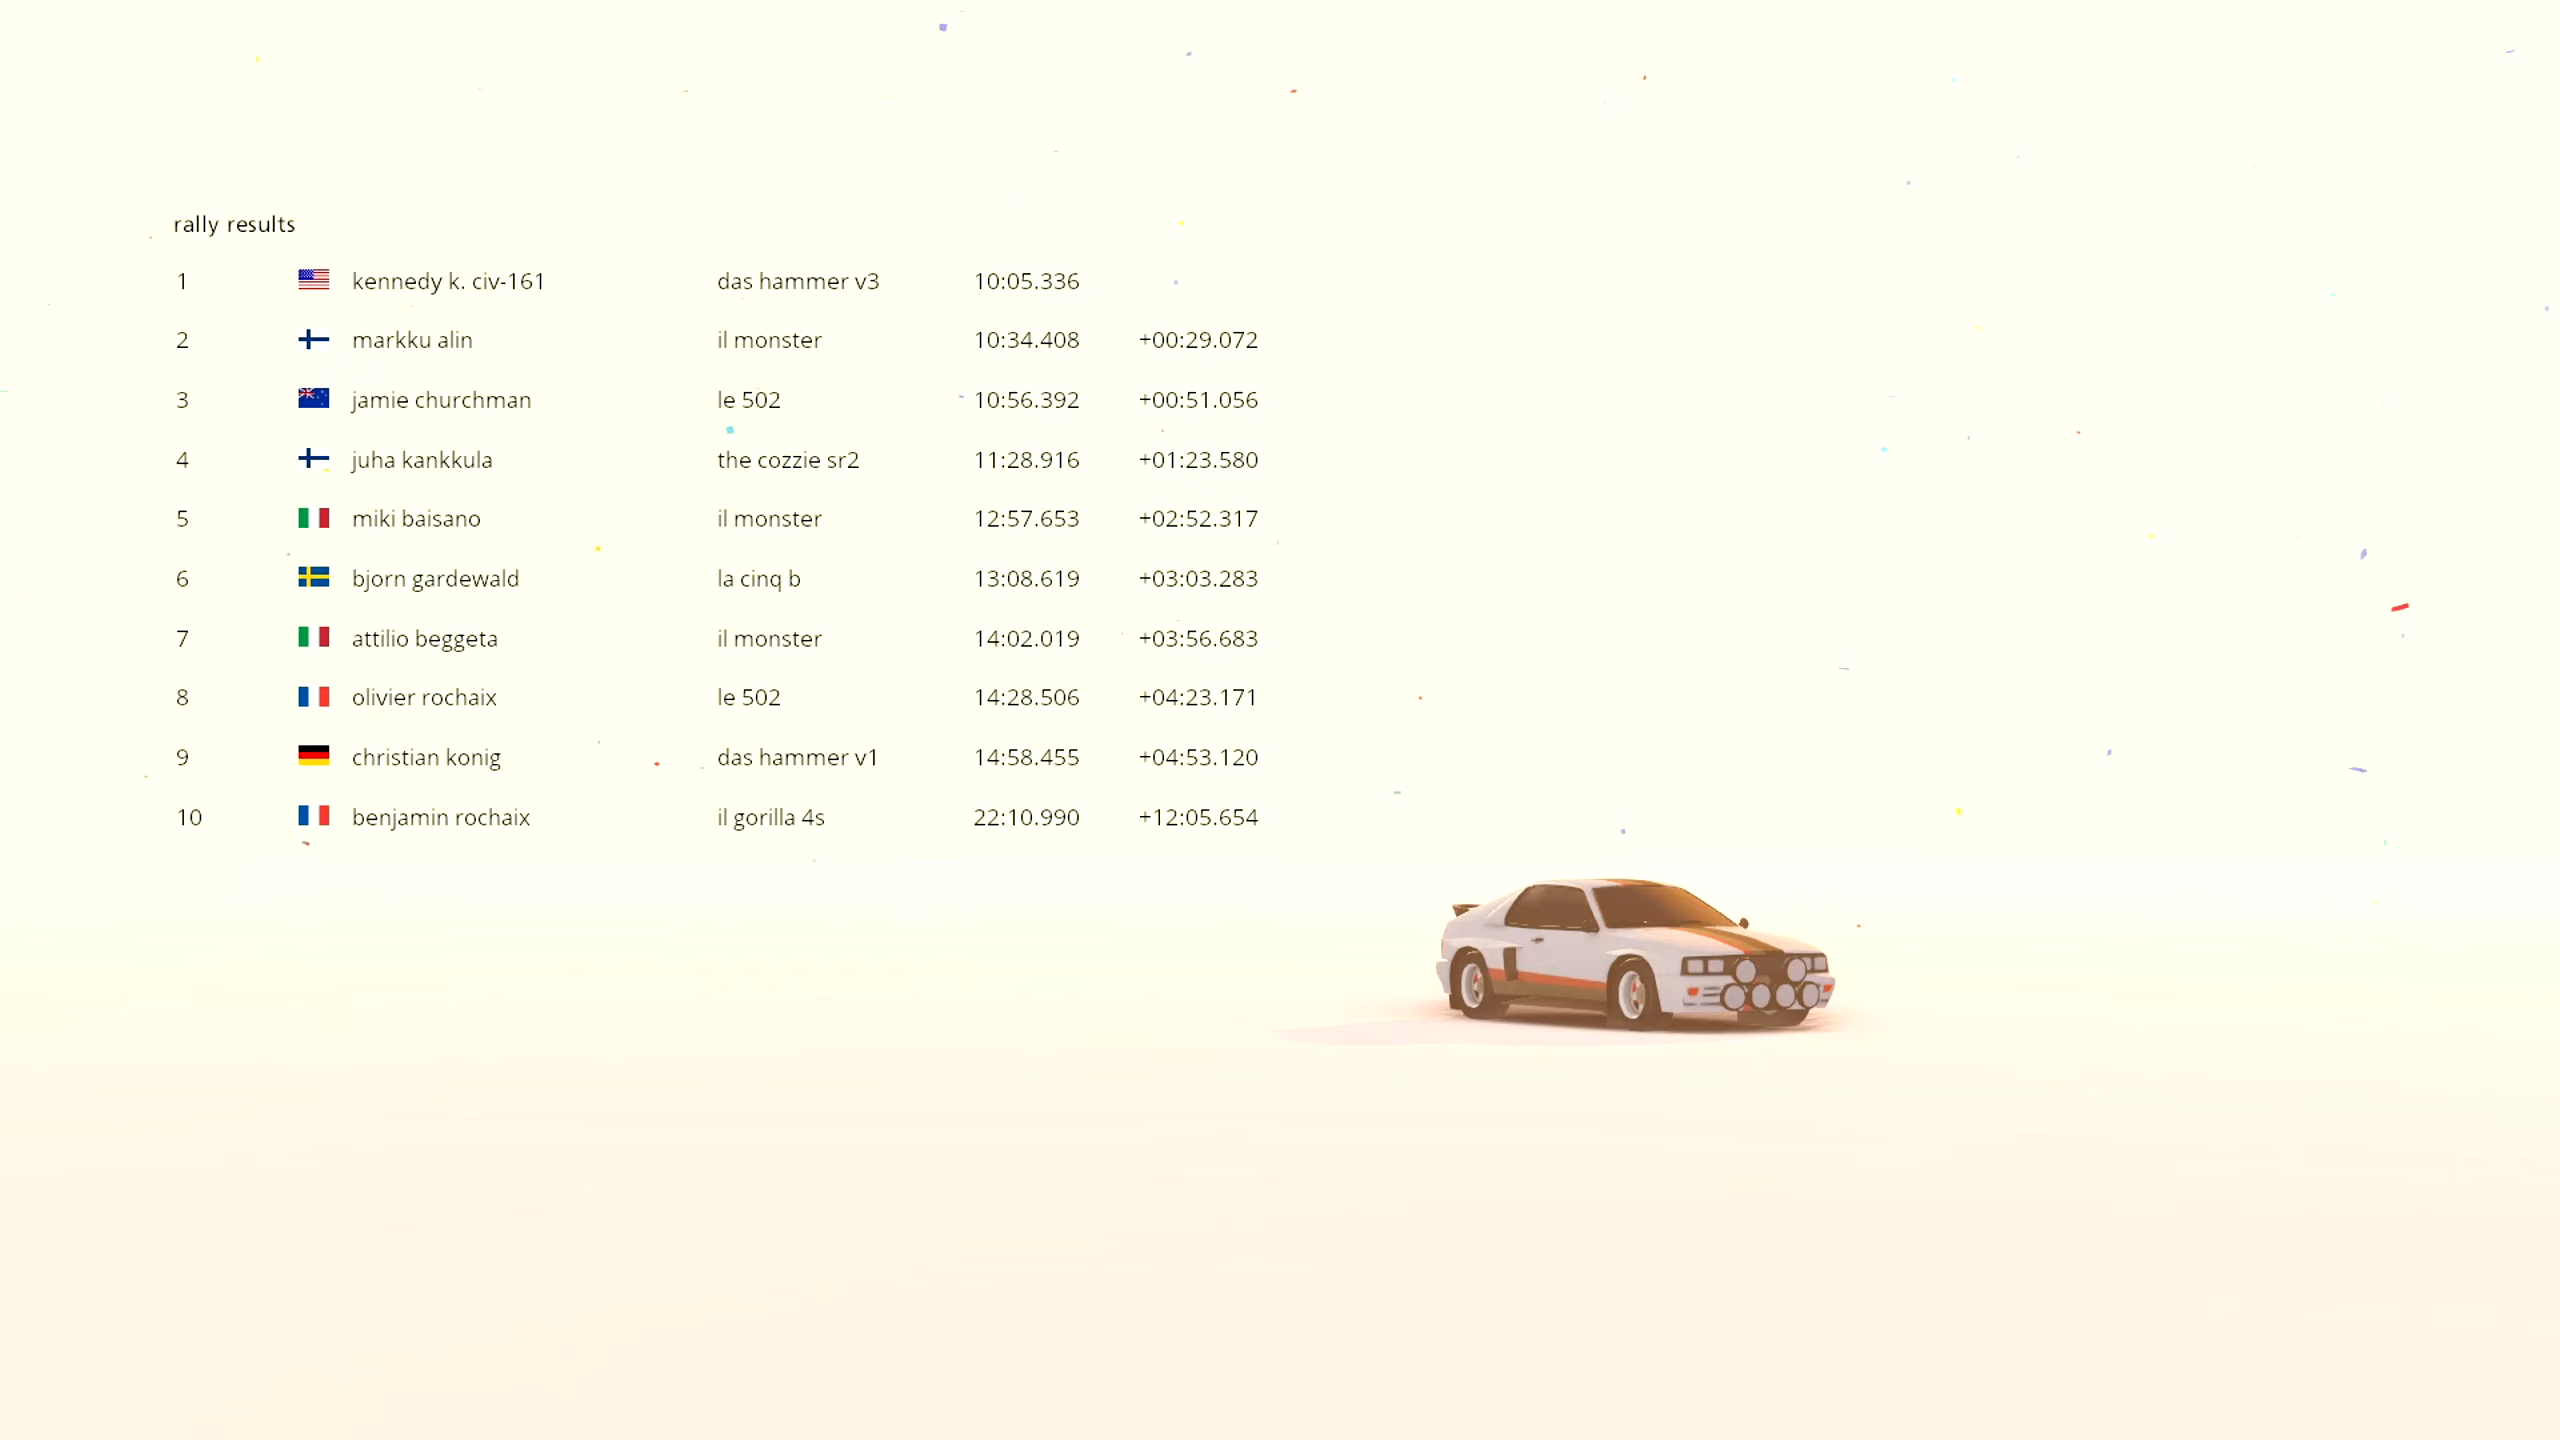 rally results
1 kennedy k. civ-161 das hammer v3 10:05.336
2 markku alin il monster 10:34.408 +00:29.072
3 jamie churchman le 502 10:56.392 +00:51.056
4 juha kankkula the cozzie sr2 11:28.916 +01:23.580
5 miki baisano il monster 12:57.653 +02:52.317
6 bjorn gardewald la cinq b 13:08.619 +03:03.283
7 attilio beggeta il monster 14:02.019 +03:56.683
8 olivier rochaix le 502 14:28.506 +04:23.171
9 christian konig das hammer v1 14:58.455 +04:53.120
10 benjamin rochaix il gorilla 4s 22:10.990 +12:05.654